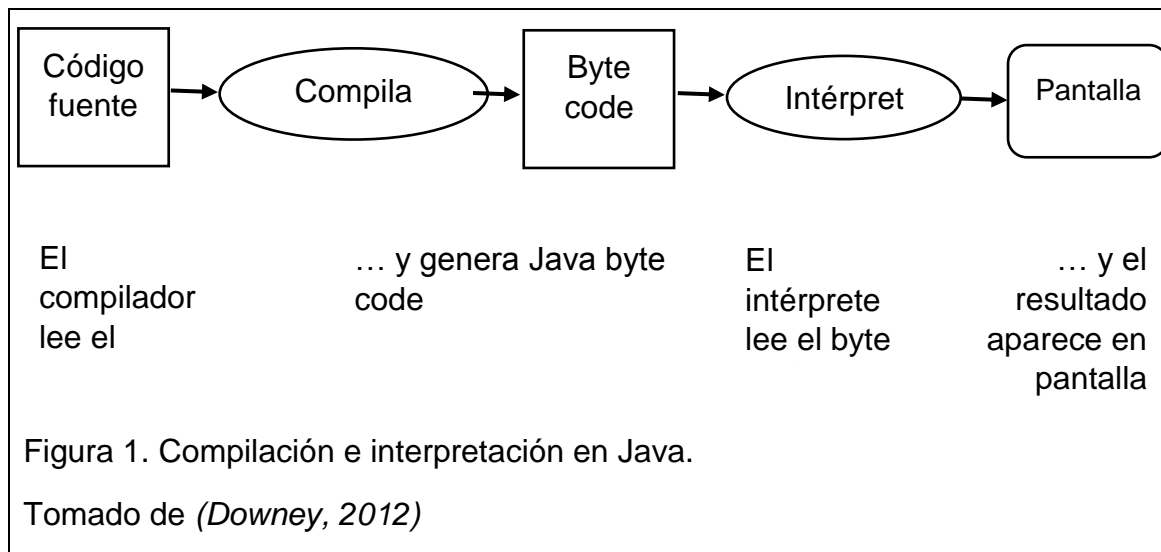 Código
fuente
Compila
Byte
code
Intérpret
Pantalla
El
compilador
lee el
… y genera Java byte
code
El
intérprete
lee el byte
… y el
resultado
aparece en
pantalla
Figura 1. Compilación e interpretación en Java.
Tomado de (Downey, 2012)